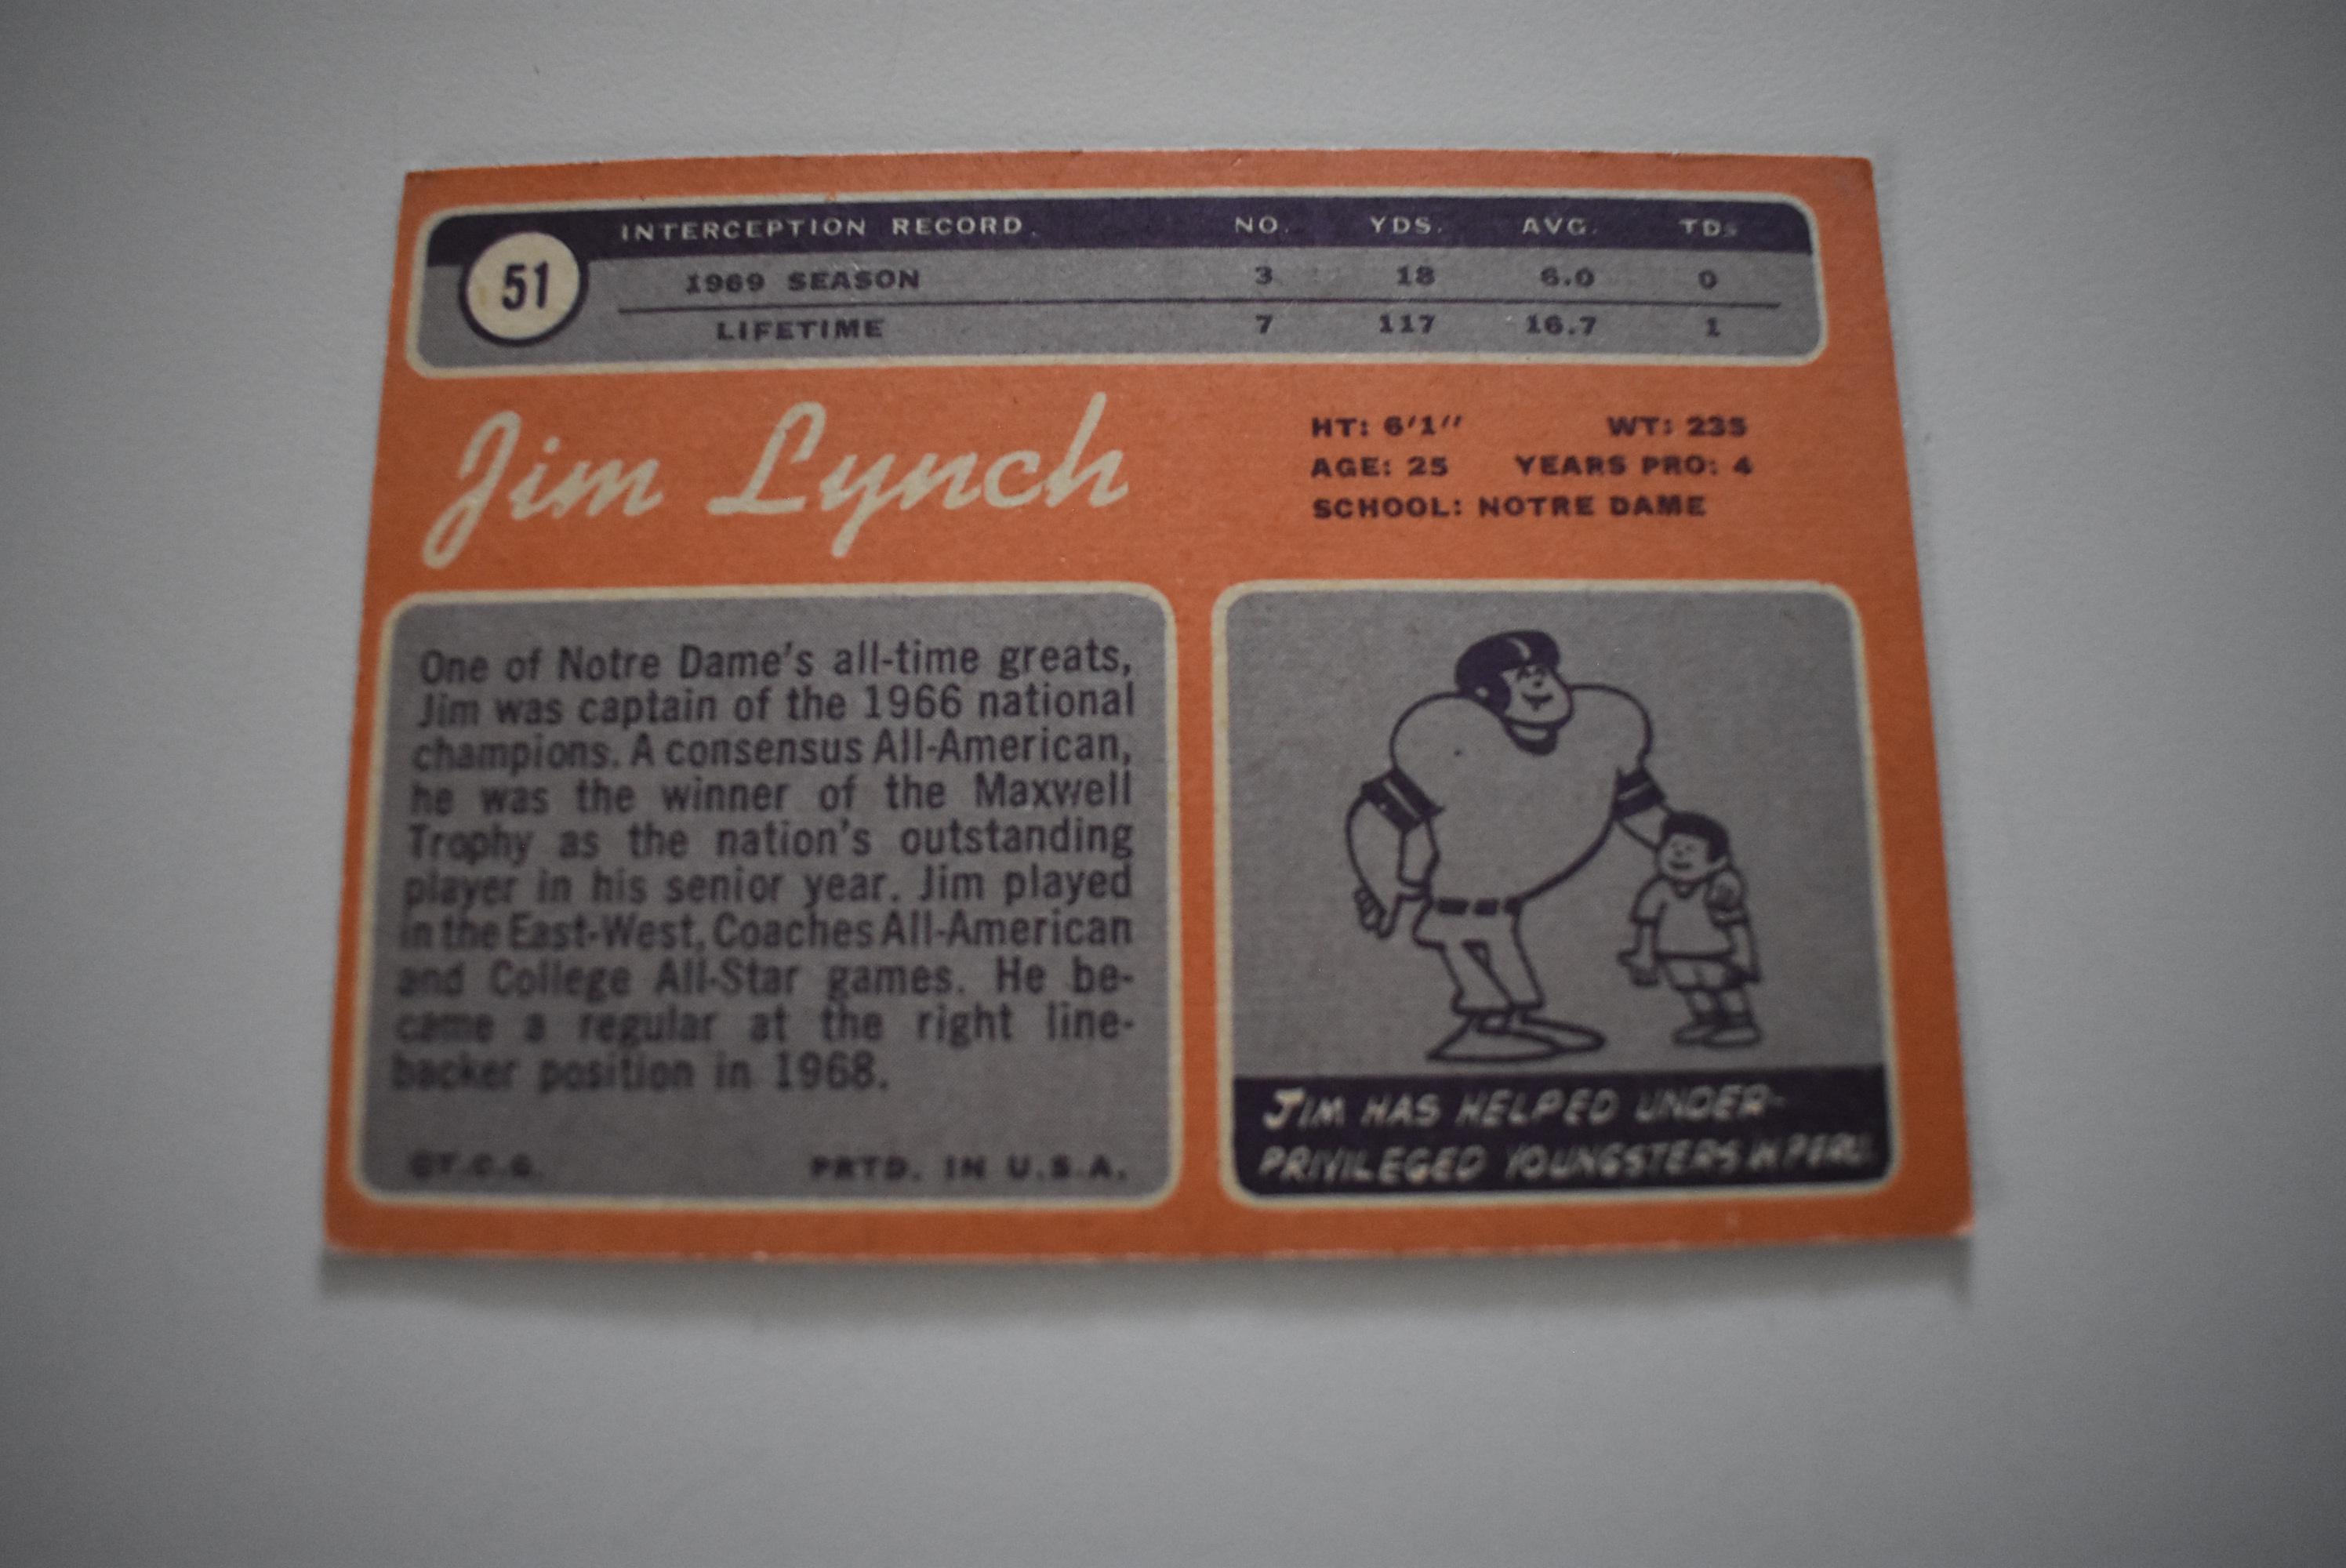 INTERCEPTION RECORD. NO. YDS. AVG. TDs
51
1969 SEASON 3 18 6.0 0
LIFETIME 7 117 16.7 1
Jim Lynch
HT: 6'1" WT: 235
AGE: 25 YEARS PRO: 4
SCHOOL: NOTRE DAME
One of Notre Dame's all-time greats,
Jim was captain of the 1966 national
champions. A consensus All-American,
he was the winner of the Maxwell
Trophy as the nation's outstanding
player in his senior year. Jim played
in the East-West, Coaches All-American
and College All-Star games. He be-
came a regular at the right line-
backer position in 1968.
©T.C.G. PRTD. IN U.S.A.
JIM HAS HELPED UNDER-
PRIVILEGED YOUNGSTERS IN PERU.